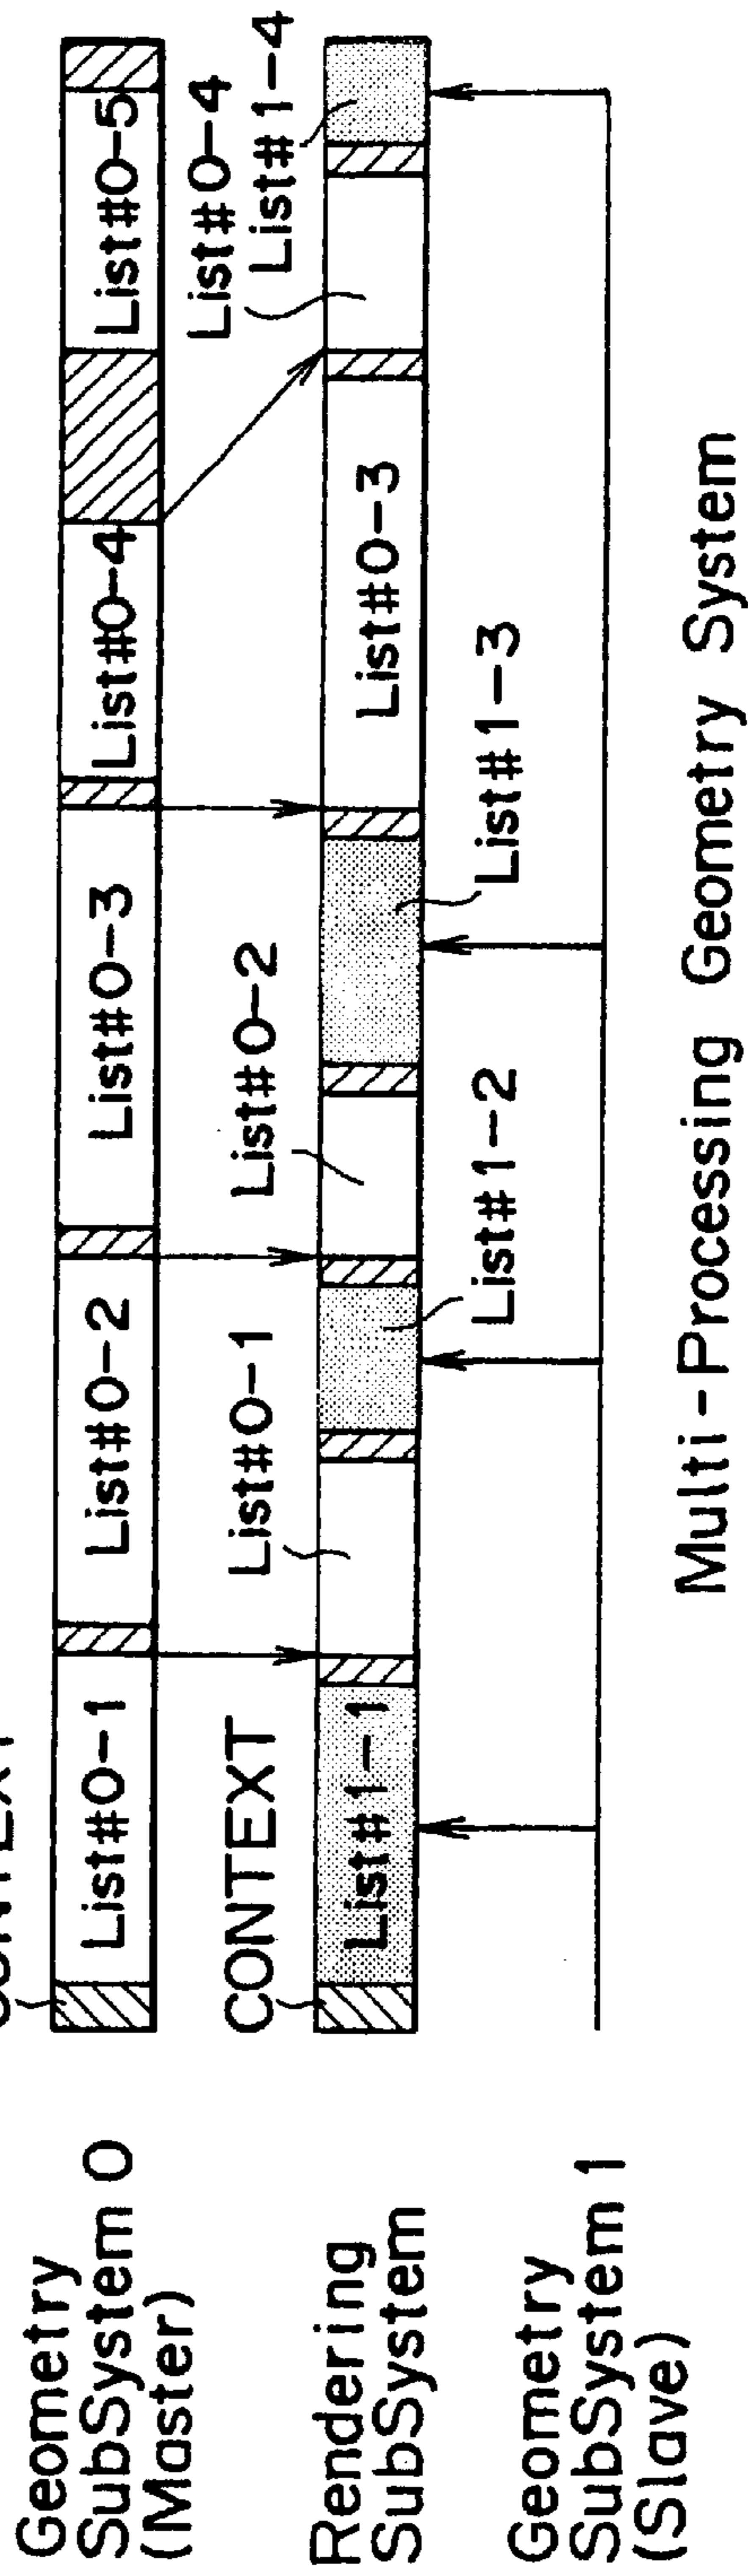 CONTEXT
Geometry
SubSystem 0
(Master)
List#0-1
List#0-2
List#0-3
List#0-4
List#0-5
CONTEXT
List#0-1
List#0-2
List#0-4
List#1-4
Rendering
SubSystem
List#1-1
List#0-3
List#1-2
List#1-3
Geometry
SubSystem 1
(Slave)
Multi-Processing Geometry System